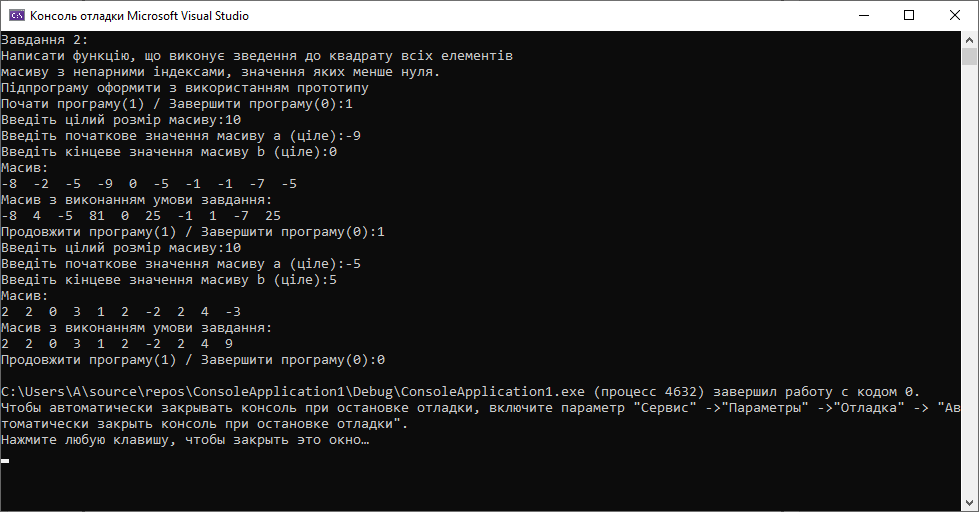 Консоль отладки Microsoft Visual Studio
Завдання 2:
Написати функцію, що виконує зведення до квадрату всіх елементів
масиву з непарними індексами, значення яких менше нуля.
Підпрограму оформити з використанням прототипу
Почати програму(1) / Завершити програму(0):1
Введіть цілий розмір масиву:10
Введіть початкове значення масиву a (ціле):-9
Введіть кінцеве значення масиву b (ціле):0
Масив:
-8  -2  -5  -9  0  -5  -1  -1  -7  -5
Масив з виконанням умови завдання:
-8  4  -5  81  0  25  -1  1  -7  25
Продовжити програму(1) / Завершити програму(0):1
Введіть цілий розмір масиву:10
Введіть початкове значення масиву a (ціле):-5
Введіть кінцеве значення масиву b (ціле):5
Масив:
2  2  0  3  1  2  -2  2  4  -3
Масив з виконанням умови завдання:
2  2  0  3  1  2  -2  2  4  9
Продовжити програму(1) / Завершити програму(0):0
C:\Users\A\source\repos\ConsoleApplication1\Debug\ConsoleApplication1.exe (процесс 4632) завершил работу с кодом 0.
Чтобы автоматически закрывать консоль при остановке отладки, включите параметр "Сервис" ->"Параметры" ->"Отладка" -> "Ав
томатически закрыть консоль при остановке отладки".
Нажмите любую клавишу, чтобы закрыть это окно…